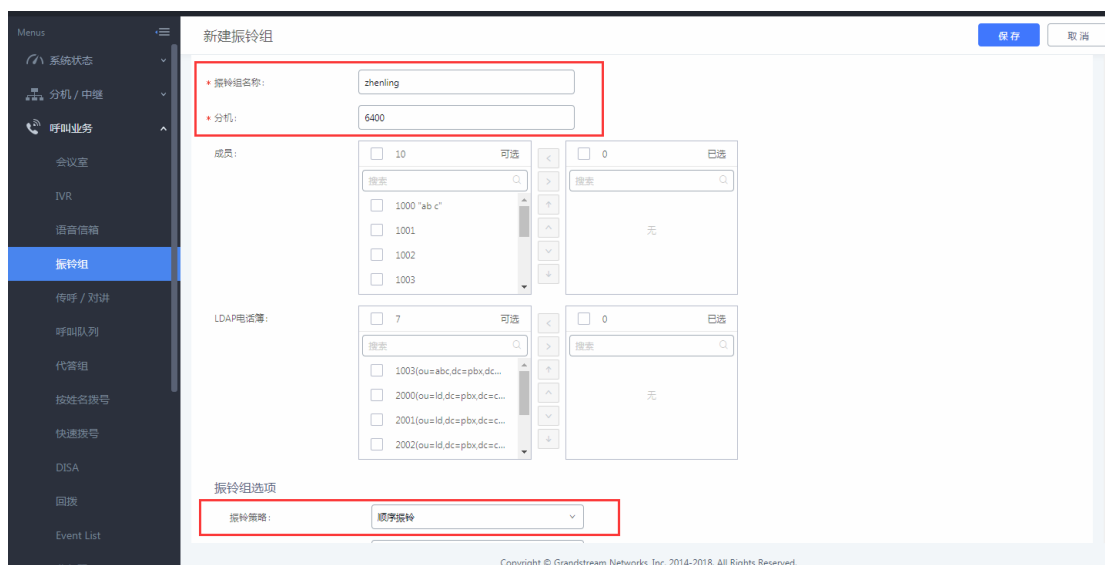 Menus
新建振铃组
保存
取消
系统状态
分机 / 中继
呼叫业务
会议室
IVR
语音信箱
振铃组
传呼 / 对讲
呼叫队列
代答组
按姓名拨号
快速拨号
DISA
回拨
Event List
* 振铃组名称:
zhenling
* 分机:
6400
成员:
10 可选
搜索
1000 "ab c"
1001
1002
1003
0 已选
搜索
无
LDAP电话簿:
7 可选
搜索
1003(ou=abc,dc=pbx,dc...
2000(ou=ld,dc=pbx,dc=c...
2001(ou=ld,dc=pbx,dc=c...
2002(ou=ld,dc=pbx,dc=c...
0 已选
搜索
无
振铃组选项
振铃策略:
顺序振铃
Copyright © Grandstream Networks, Inc. 2014-2018. All Rights Reserved.